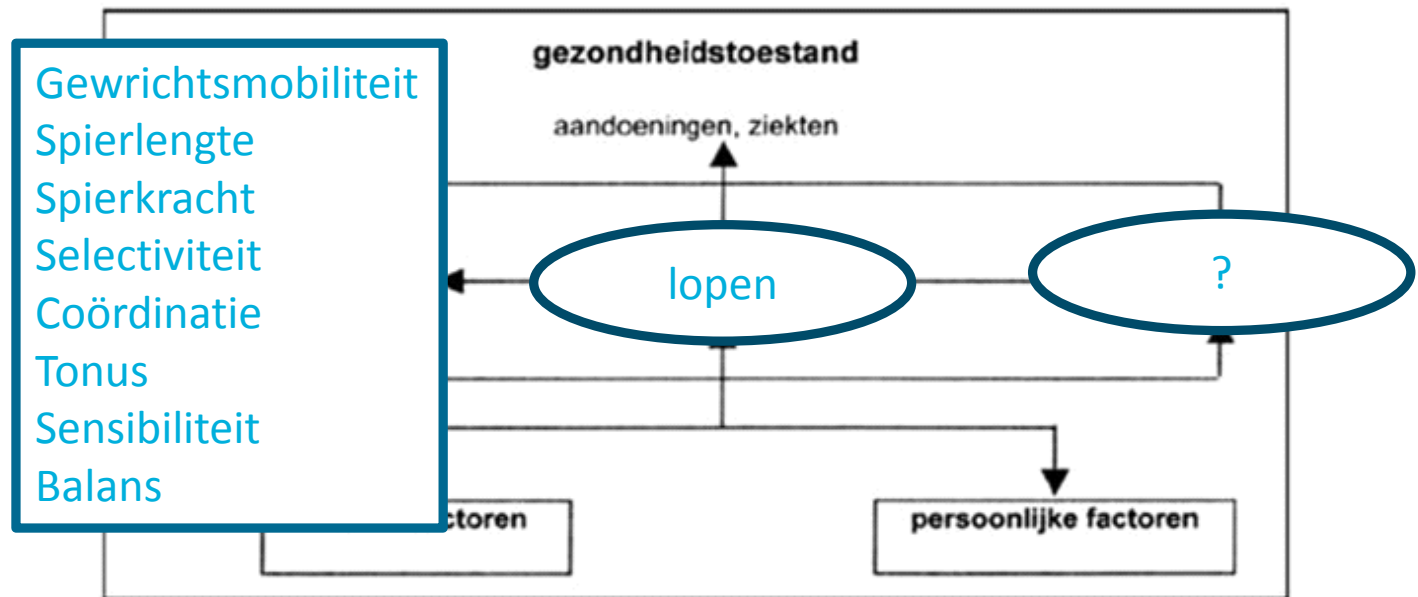 gezondheidstoestand
aandoeningen, ziekten
Gewrichtsmobiliteit
Spierlengte
Spierkracht
Selectiviteit
Coördinatie
Tonus
Sensibiliteit
Balans
lopen
?
ctoren
persoonlijke factoren